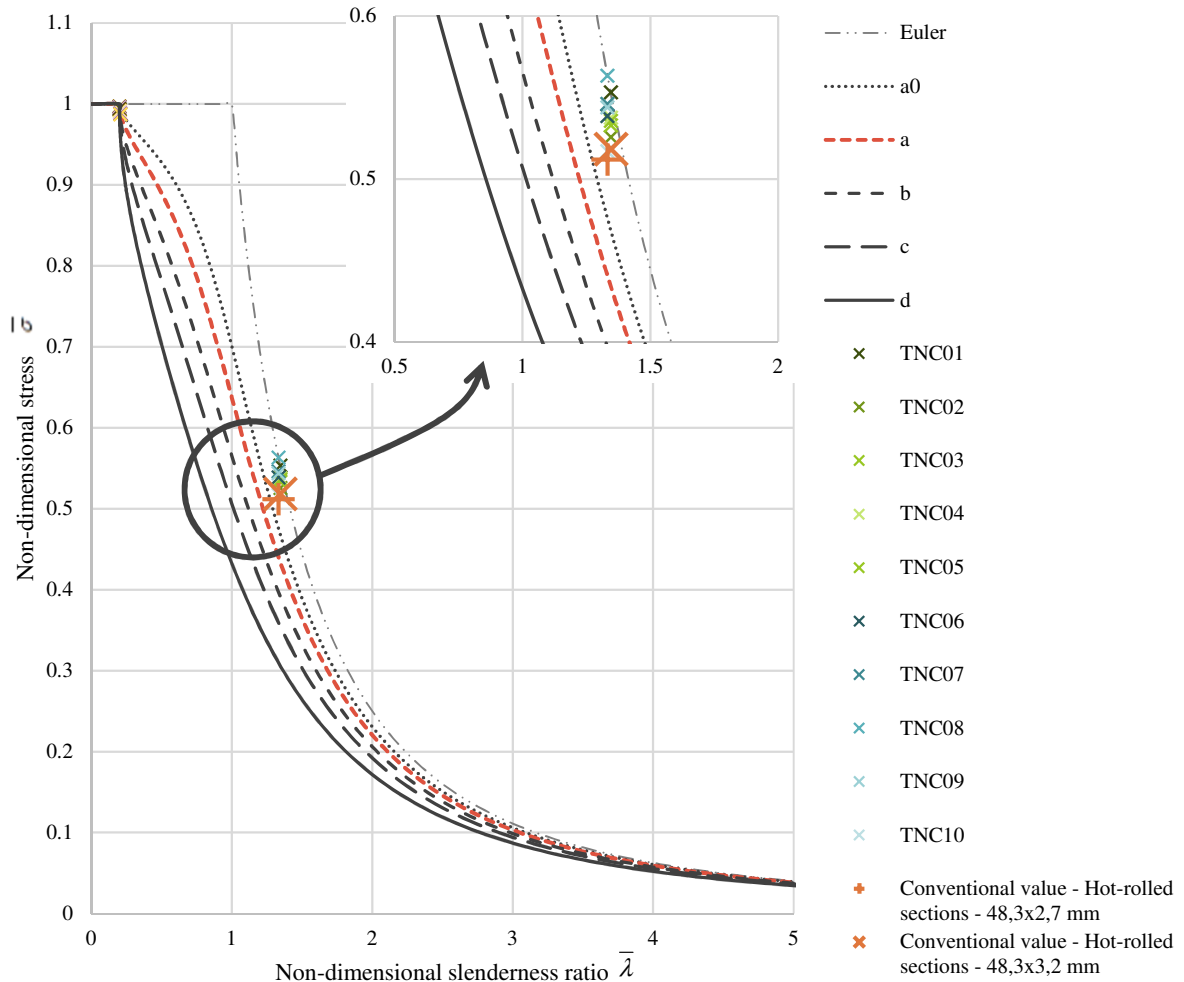 1.1
1
0.9
0.8
0.7
0.6
0.5
0.4
0.3
0.2
0.1
0
0
1
2
3
4
5
Non-dimensional stress σ̅
Non-dimensional slenderness ratio λ̅
0.6
0.5
0.4
0.5
1
1.5
2
Euler
a0
a
b
c
d
TNC01
TNC02
TNC03
TNC04
TNC05
TNC06
TNC07
TNC08
TNC09
TNC10
Conventional value - Hot-rolled
sections - 48,3x2,7 mm
Conventional value - Hot-rolled
sections - 48,3x3,2 mm